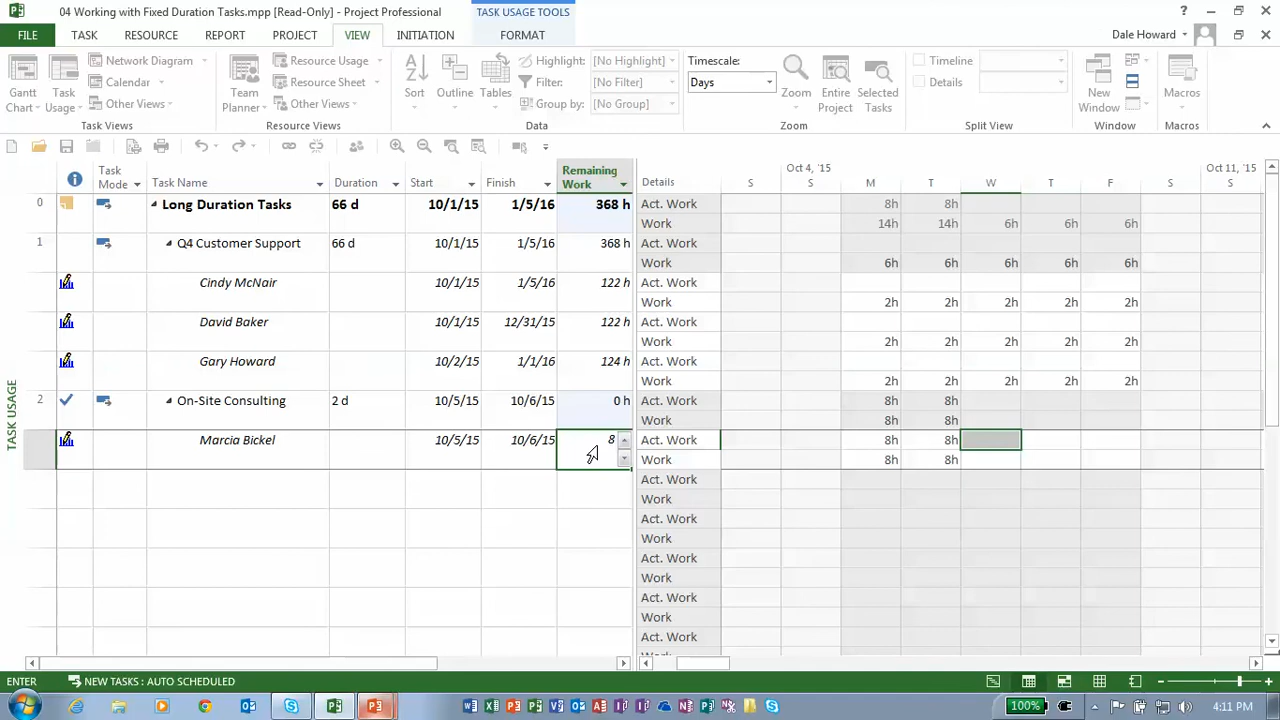 04 Working with Fixed Duration Tasks.mpp [Read-Only] - Project Professional
TASK USAGE TOOLS
FILE TASK RESOURCE REPORT PROJECT VIEW INITIATION FORMAT
Dale Howard
Gantt Chart
Task Usage
Network Diagram
Calendar
Other Views
Task Views
Team Planner
Resource Usage
Resource Sheet
Other Views
Resource Views
Sort
Outline
Tables
Highlight: [No Highlight]
Filter: [No Filter]
Group by: [No Group]
Data
Timescale:
Days
Zoom
Entire Project
Selected Tasks
Zoom
Timeline
Details
Split View
New Window
Window
Macros
Macros
Task Mode Task Name Duration Start Finish Remaining Work Details
Oct 4, '15 Oct 11, '15
S S M T W T F S S
0 Long Duration Tasks 66 d 10/1/15 1/5/16 368 h Act. Work 8h 8h
Work 14h 14h 6h 6h 6h
1 Q4 Customer Support 66 d 10/1/15 1/5/16 368 h Act. Work
Work 6h 6h 6h 6h 6h
Cindy McNair 10/1/15 1/5/16 122 h Act. Work
Work 2h 2h 2h 2h 2h
David Baker 10/1/15 12/31/15 122 h Act. Work
Work 2h 2h 2h 2h 2h
Gary Howard 10/2/15 1/1/16 124 h Act. Work
Work 2h 2h 2h 2h 2h
2 On-Site Consulting 2 d 10/5/15 10/6/15 0 h Act. Work 8h 8h
Work 8h 8h
Marcia Bickel 10/5/15 10/6/15 8 Act. Work 8h 8h
Work 8h 8h
Act. Work
Work
Act. Work
Work
Act. Work
Work
Act. Work
Work
Act. Work
TASK USAGE
ENTER NEW TASKS : AUTO SCHEDULED
100% 4:11 PM